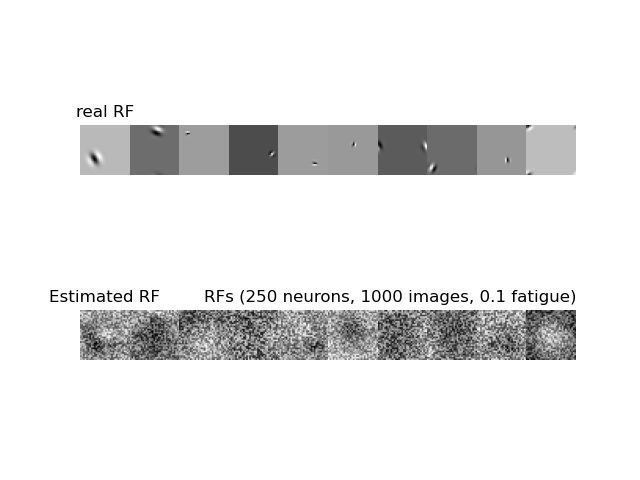 real RF
Estimated RF
RFs (250 neurons, 1000 images, 0.1 fatigue)